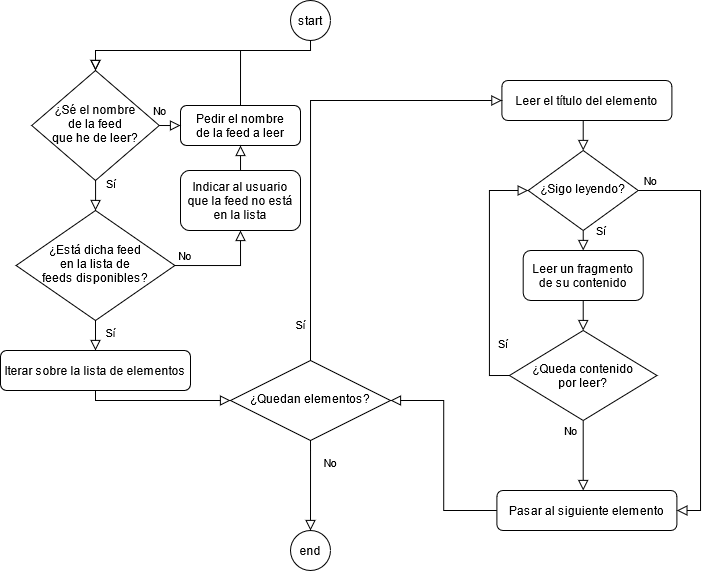 start
¿Sé el nombre
de la feed
que he de leer?
No
Pedir el nombre
de la feed a leer
Sí
Indicar al usuario
que la feed no está
en la lista
¿Está dicha feed
en la lista de
feeds disponibles?
No
Sí
Iterar sobre la lista de elementos
¿Quedan elementos?
Sí
No
end
Leer el título del elemento
¿Sigo leyendo?
No
Sí
Leer un fragmento
de su contenido
¿Queda contenido
por leer?
Sí
No
Pasar al siguiente elemento